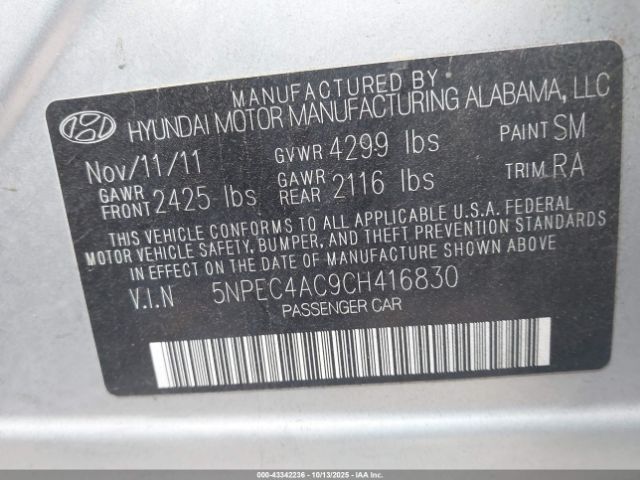 MANUFACTURED BY
HYUNDAI MOTOR MANUFACTURING ALABAMA, LLC
Nov/11/11 GVWR 4299 lbs PAINT SM
GAWR FRONT 2425 lbs GAWR REAR 2116 lbs TRIM RA
THIS VEHICLE CONFORMS TO ALL APPLICABLE U.S.A. FEDERAL
MOTOR VEHICLE SAFETY, BUMPER, AND THEFT PREVENTION STANDARDS
IN EFFECT ON THE DATE OF MANUFACTURE SHOWN ABOVE
V.I.N 5NPEC4AC9CH416830
PASSENGER CAR
000-43342236 - 10/13/2025 - COPYRIGHT IAA, LLC